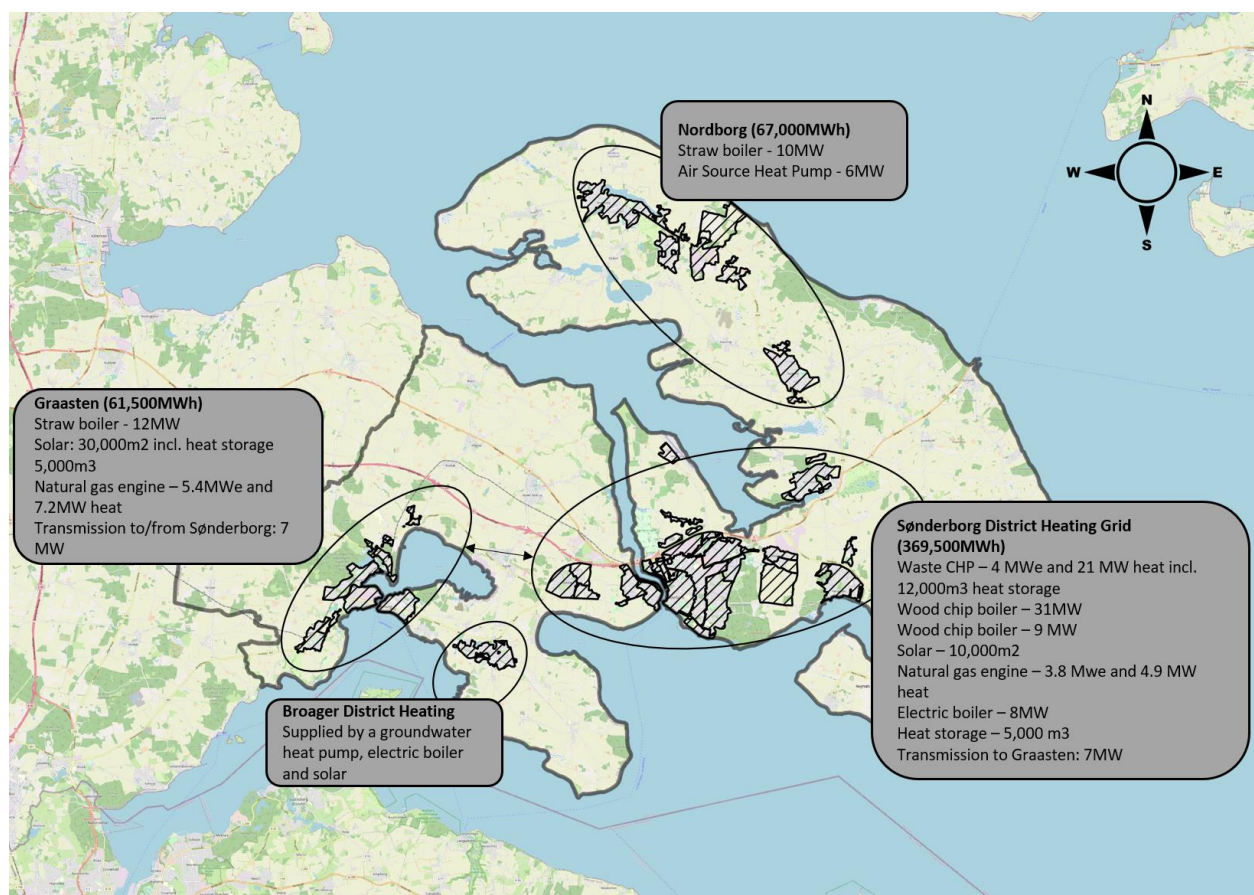 Nordborg (67,000MWh)
Straw boiler - 10MW
Air Source Heat Pump - 6MW
N
W
E
S
Graasten (61,500MWh)
Straw boiler - 12MW
Solar: 30,000m2 incl. heat storage
5,000m3
Natural gas engine – 5.4MWe and
7.2MW heat
Transmission to/from Sønderborg: 7
MW
Sønderborg District Heating Grid
(369,500MWh)
Waste CHP – 4 MWe and 21 MW heat incl.
12,000m3 heat storage
Wood chip boiler – 31MW
Wood chip boiler – 9 MW
Solar – 10,000m2
Natural gas engine – 3.8 Mwe and 4.9 MW
heat
Electric boiler – 8MW
Heat storage – 5,000 m3
Transmission to Graasten: 7MW
Broager District Heating
Supplied by a groundwater
heat pump, electric boiler
and solar